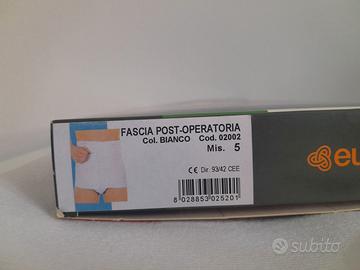 FASCIA POST-OPERATORIA
Col. BIANCO Cod. 02002
Mis. 5
CE Dir. 93/42 CEE
8 028853 025201
eu
subito